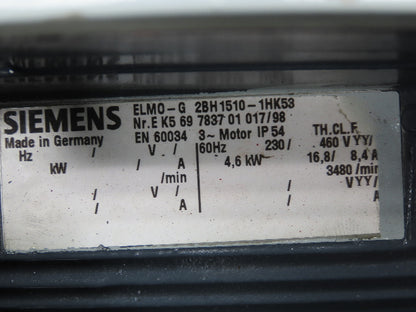 SIEMENS ELMO-G 2BH1510-1HK53
Nr. E K5 69 7837 01 017/98
Made in Germany EN 60034 3~ Motor IP 54 TH.CL.F
Hz / V / 60Hz 230/ 460 V YY/
kW / A 4,6 kW 16,8/ 8,4 A
/ /min 3480 /min
/ V / / V YY/
/ A / A